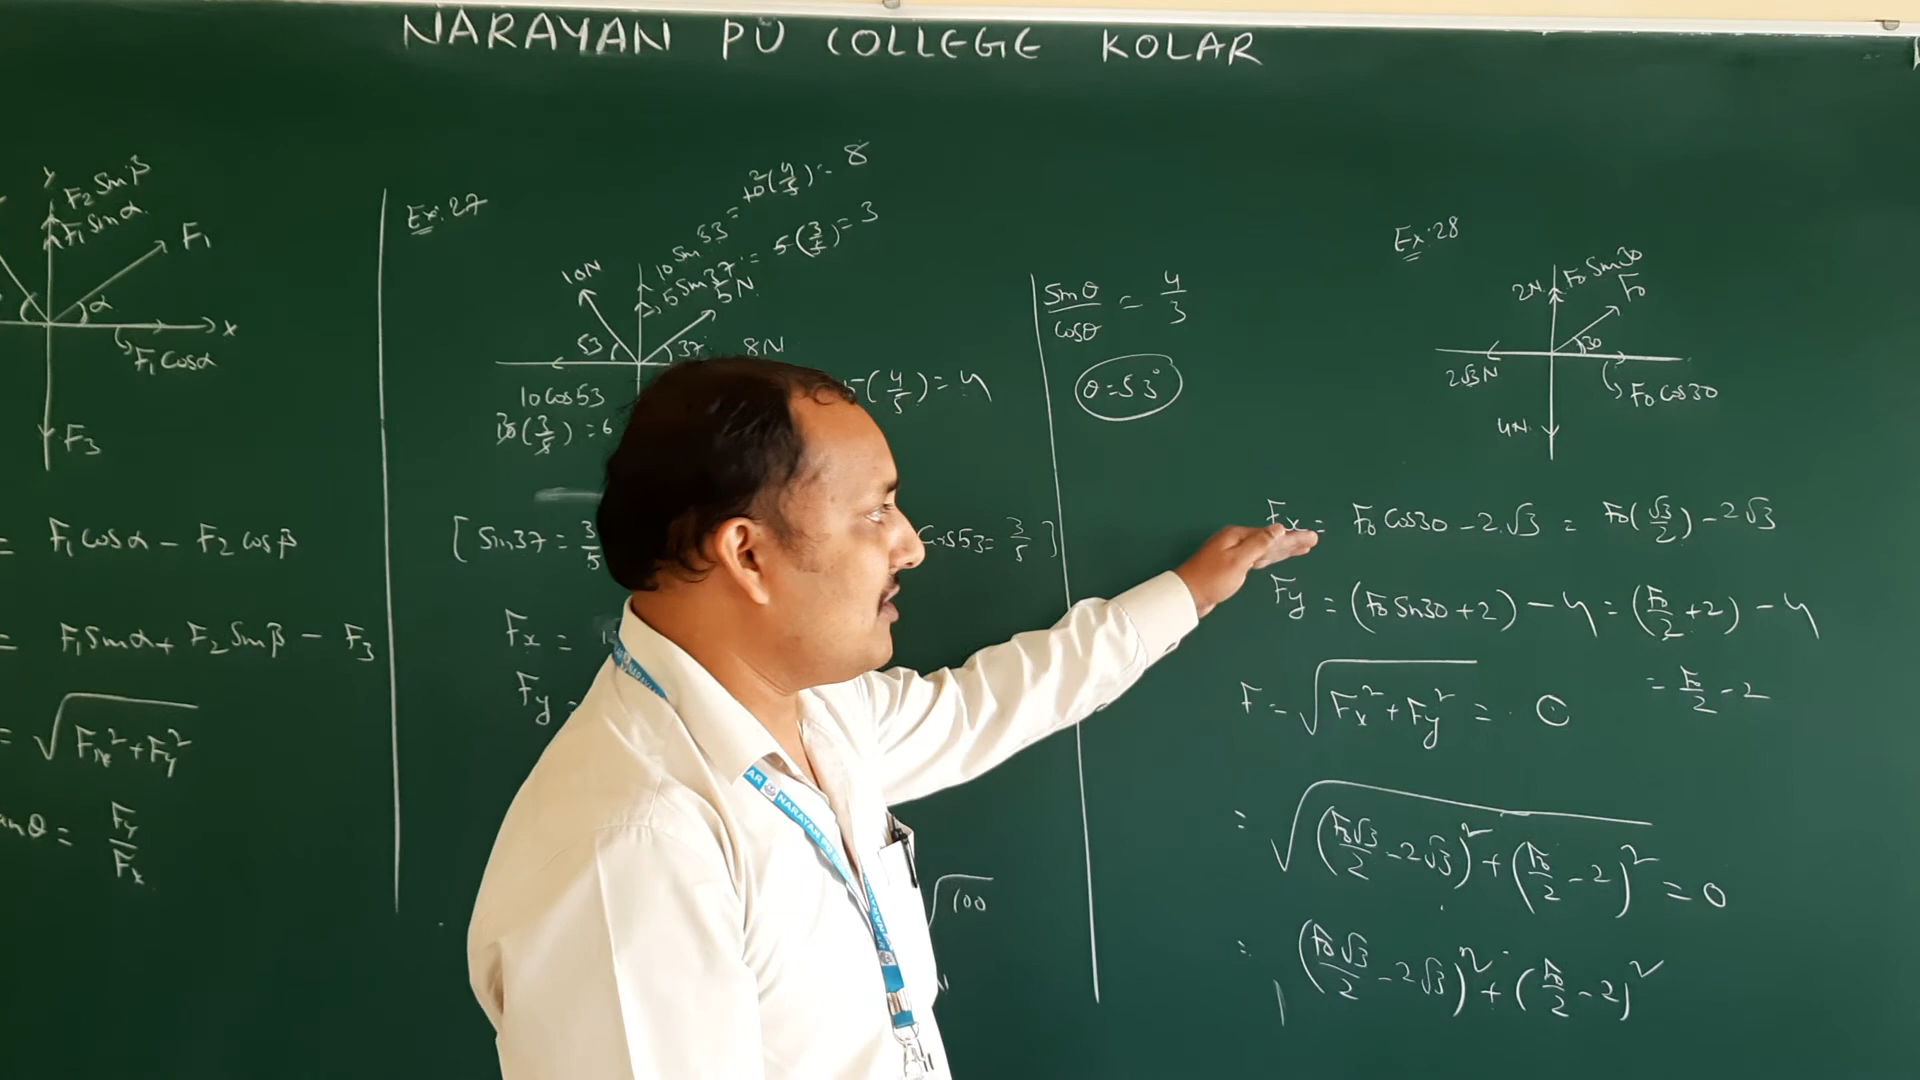 NARAYAN PU COLLEGE KOLAR
Y
F₂ Sinβ
F₁ Sinα
F₁
α
x
F₁ Cosα
F₃
= F₁ Cosα − F₂ Cosβ
= F₁ Sinα + F₂ Sinβ − F₃
= √(Fx² + Fy²)
anθ = Fy/Fx
Ex:27
10 Sin 53 = 10(4/5) = 8
5 Sin 37 = 5(3/5) = 3
10N
5N
53
37
8N
10 Cos 53
10(3/5) = 6
5(4/5) = 4
[Sin37 = 3/5
Cos53 = 3/5]
Fx =
Fy =
√100
Sinθ/Cosθ = 4/3
θ = 53°
Ex:28
2N
F₀ Sin30
F₀
30
2√3N
F₀ Cos30
4N
Fx = F₀ Cos30 − 2√3 = F₀(√3/2) − 2√3
Fy = (F₀ Sin30 + 2) − 4 = (F₀/2 + 2) − 4
= F₀/2 − 2
F = √(Fx² + Fy²) = 0
= √((F₀√3/2 − 2√3)² + (F₀/2 − 2)²) = 0
= (F₀√3/2 − 2√3)² + (F₀/2 − 2)²
AR NARAYAN PU